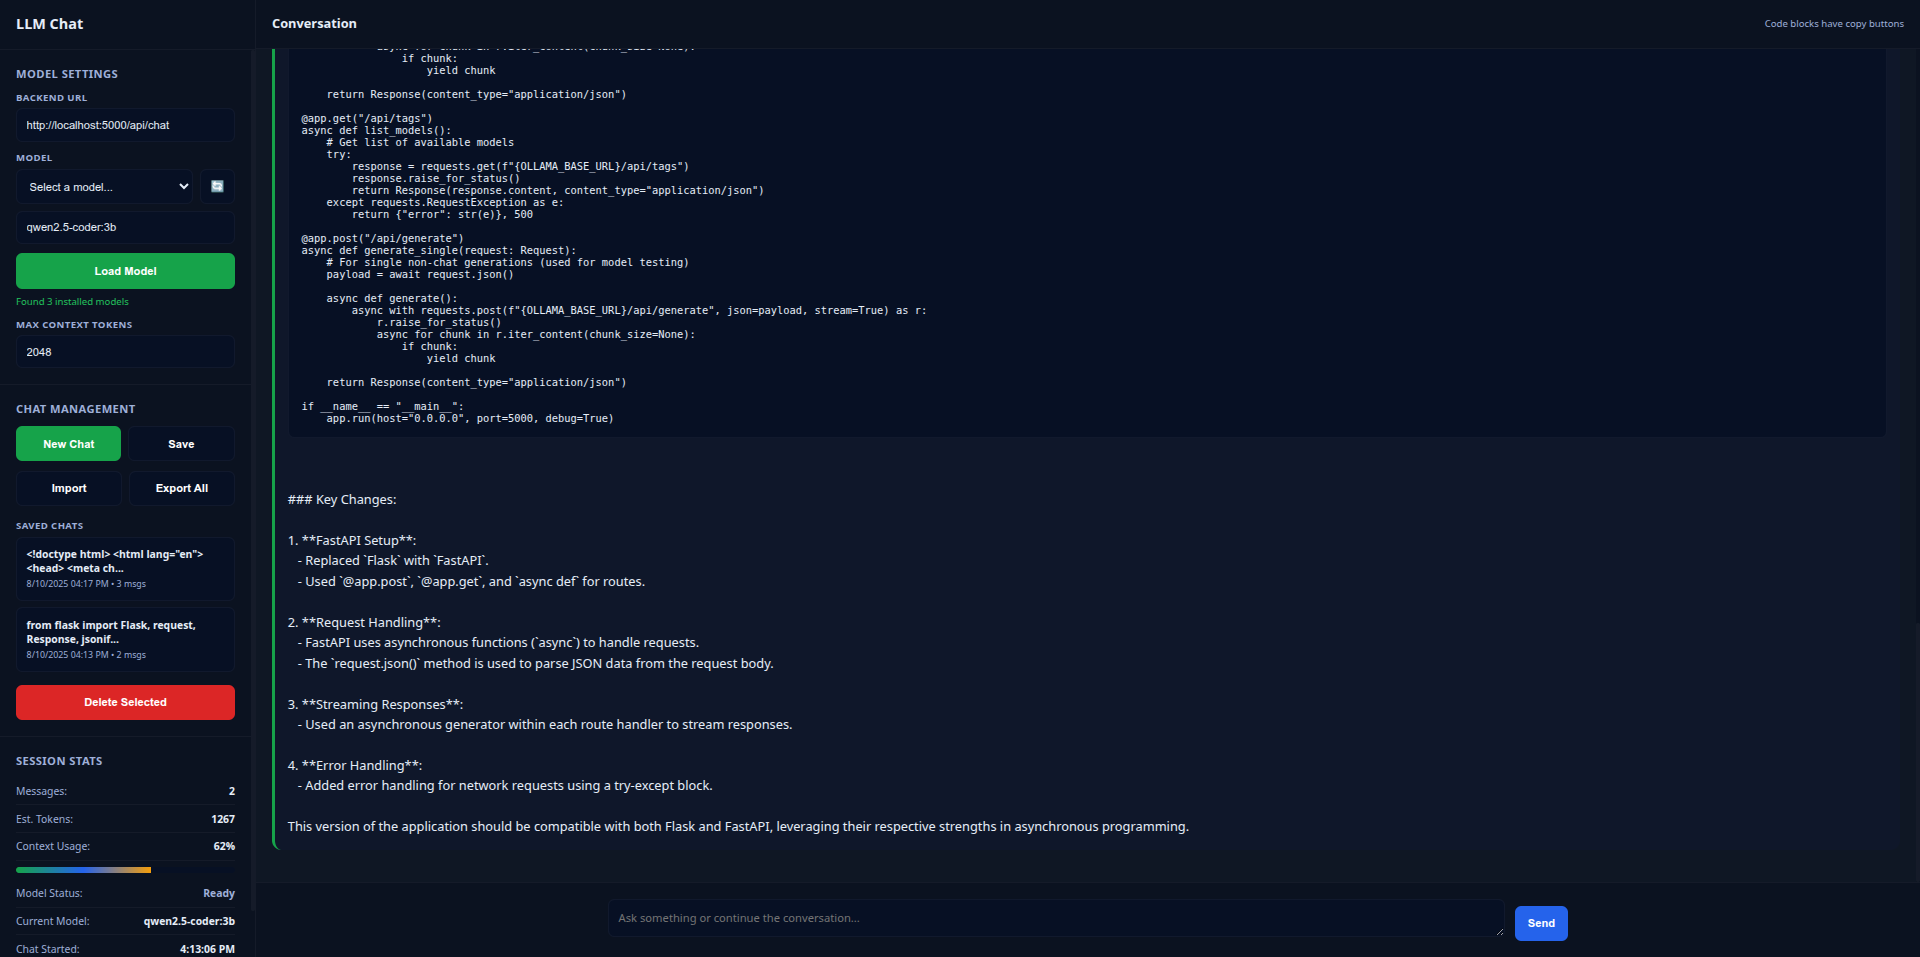 LLM Chat
MODEL SETTINGS
BACKEND URL
http://localhost:5000/api/chat
MODEL
Select a model...
qwen2.5-coder:3b
Load Model
Found 3 installed models
MAX CONTEXT TOKENS
2048
CHAT MANAGEMENT
New Chat
Save
Import
Export All
SAVED CHATS
<!doctype html> <html lang="en">
<head> <meta ch...
8/10/2025 04:17 PM • 3 msgs
from flask import Flask, request,
Response, jsonif...
8/10/2025 04:13 PM • 2 msgs
Delete Selected
SESSION STATS
Messages: 2
Est. Tokens: 1267
Context Usage: 62%
Model Status: Ready
Current Model: qwen2.5-coder:3b
Chat Started: 4:13:06 PM
Conversation
Code blocks have copy buttons
            async for chunk in r.iter_content(chunk_size=None):
                if chunk:
                    yield chunk

    return Response(content_type="application/json")

@app.get("/api/tags")
async def list_models():
    # Get list of available models
    try:
        response = requests.get(f"{OLLAMA_BASE_URL}/api/tags")
        response.raise_for_status()
        return Response(response.content, content_type="application/json")
    except requests.RequestException as e:
        return {"error": str(e)}, 500

@app.post("/api/generate")
async def generate_single(request: Request):
    # For single non-chat generations (used for model testing)
    payload = await request.json()

    async def generate():
        async with requests.post(f"{OLLAMA_BASE_URL}/api/generate", json=payload, stream=True) as r:
            r.raise_for_status()
            async for chunk in r.iter_content(chunk_size=None):
                if chunk:
                    yield chunk

    return Response(content_type="application/json")

if __name__ == "__main__":
    app.run(host="0.0.0.0", port=5000, debug=True)

### Key Changes:

1. **FastAPI Setup**:
   - Replaced `Flask` with `FastAPI`.
   - Used `@app.post`, `@app.get`, and `async def` for routes.

2. **Request Handling**:
   - FastAPI uses asynchronous functions (`async`) to handle requests.
   - The `request.json()` method is used to parse JSON data from the request body.

3. **Streaming Responses**:
   - Used an asynchronous generator within each route handler to stream responses.

4. **Error Handling**:
   - Added error handling for network requests using a try-except block.

This version of the application should be compatible with both Flask and FastAPI, leveraging their respective strengths in asynchronous programming.
Ask something or continue the conversation...
Send